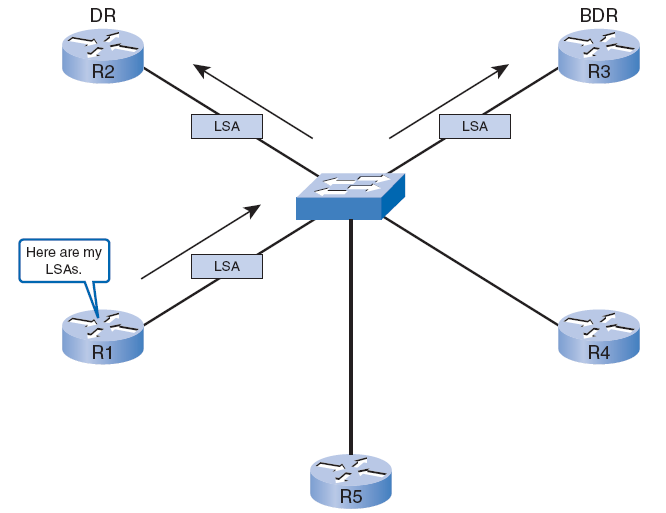 DR
BDR
R2
R3
LSA
LSA
Here are my
LSAs.
LSA
R1
R4
R5